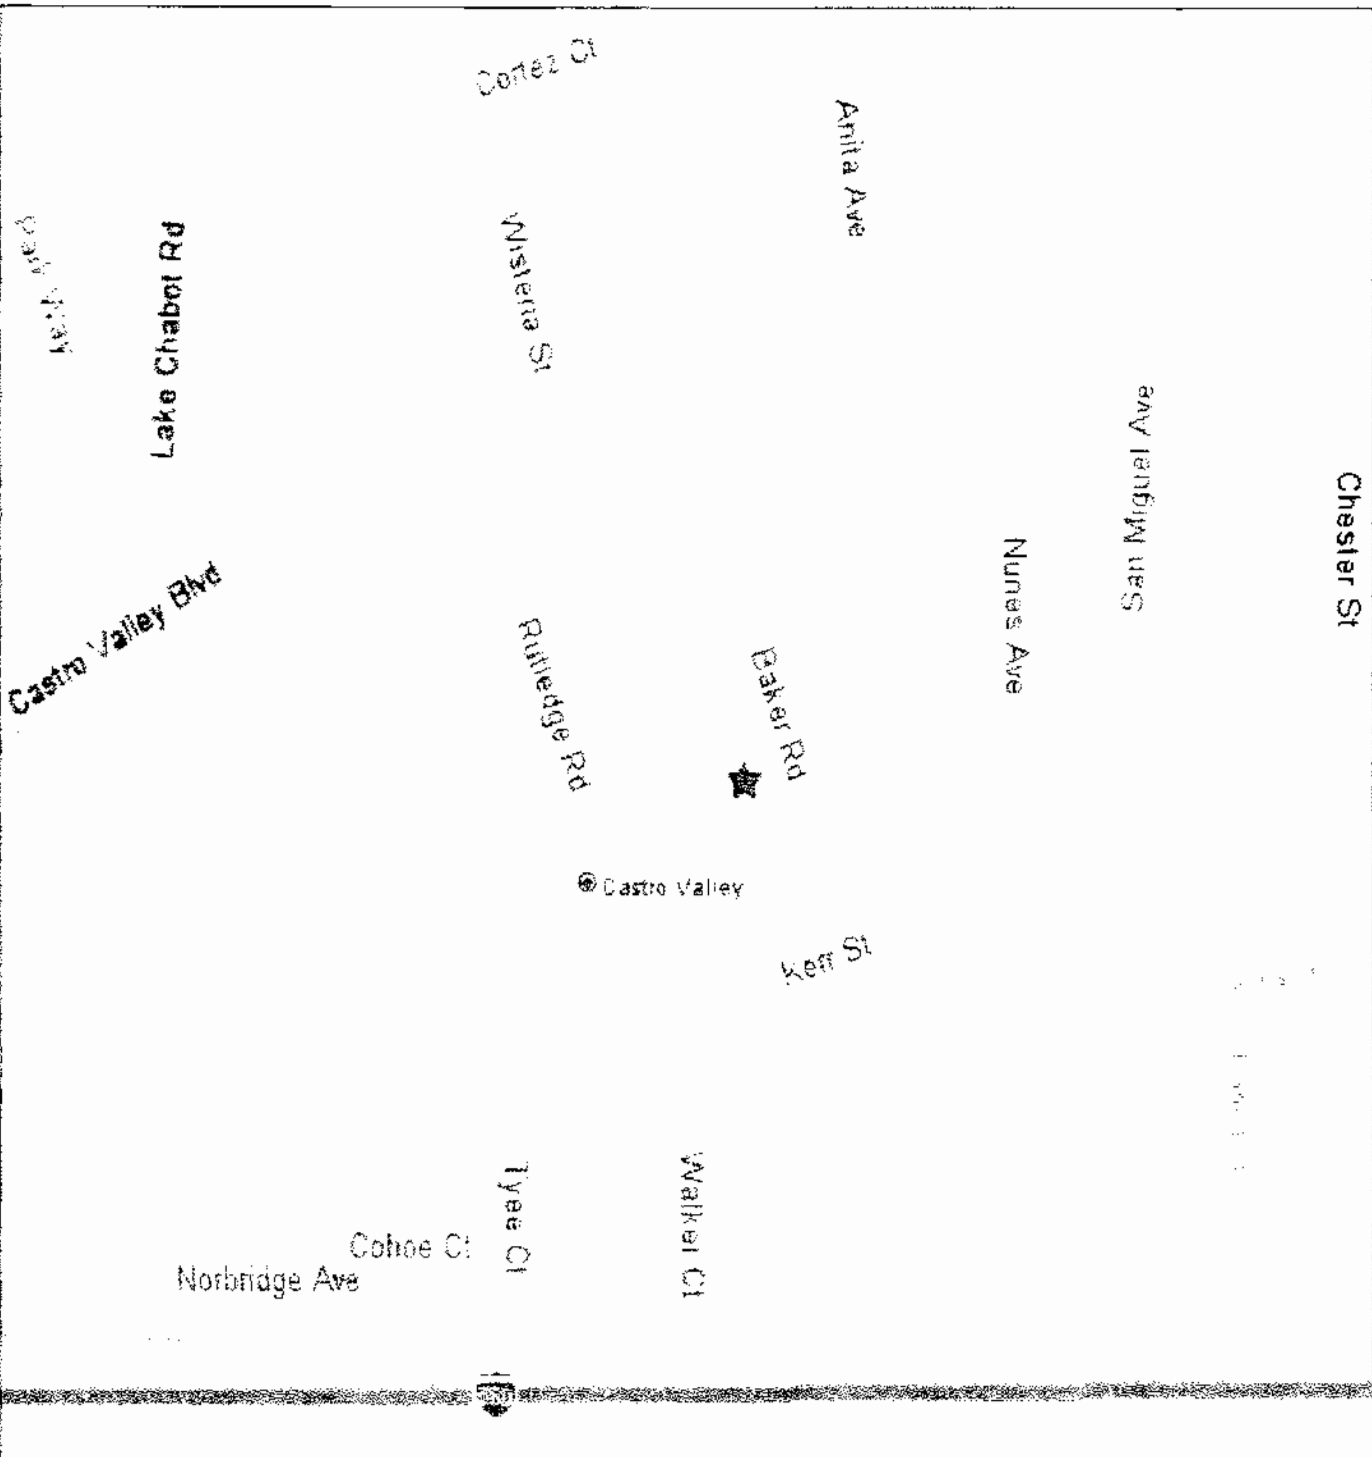 Cortez Ct
Anita Ave
Lake Chabot Rd
Wisteria St
San Miguel Ave
Chester St
Nunes Ave
Castro Valley Blvd
Rutledge Rd
Baker Rd
Castro Valley
Kerr St
Tyee Ct
Walker Ct
Cohoe Ct
Norbridge Ave